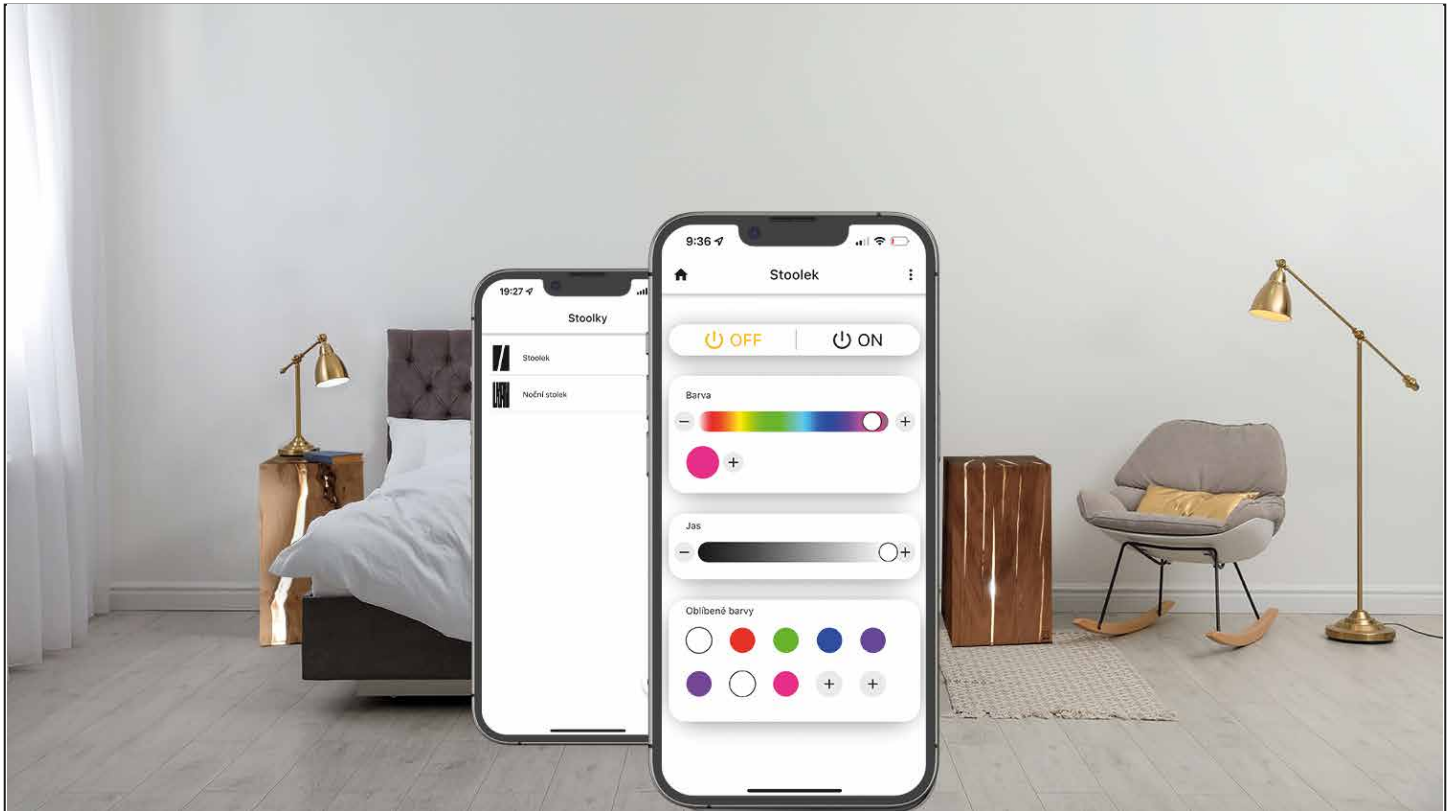 19:27
Stoolky
Stoolek
Noční stolek
9:36
Stoolek
OFF
ON
Barva
− +
+
Jas
− +
Oblíbené barvy
+ +